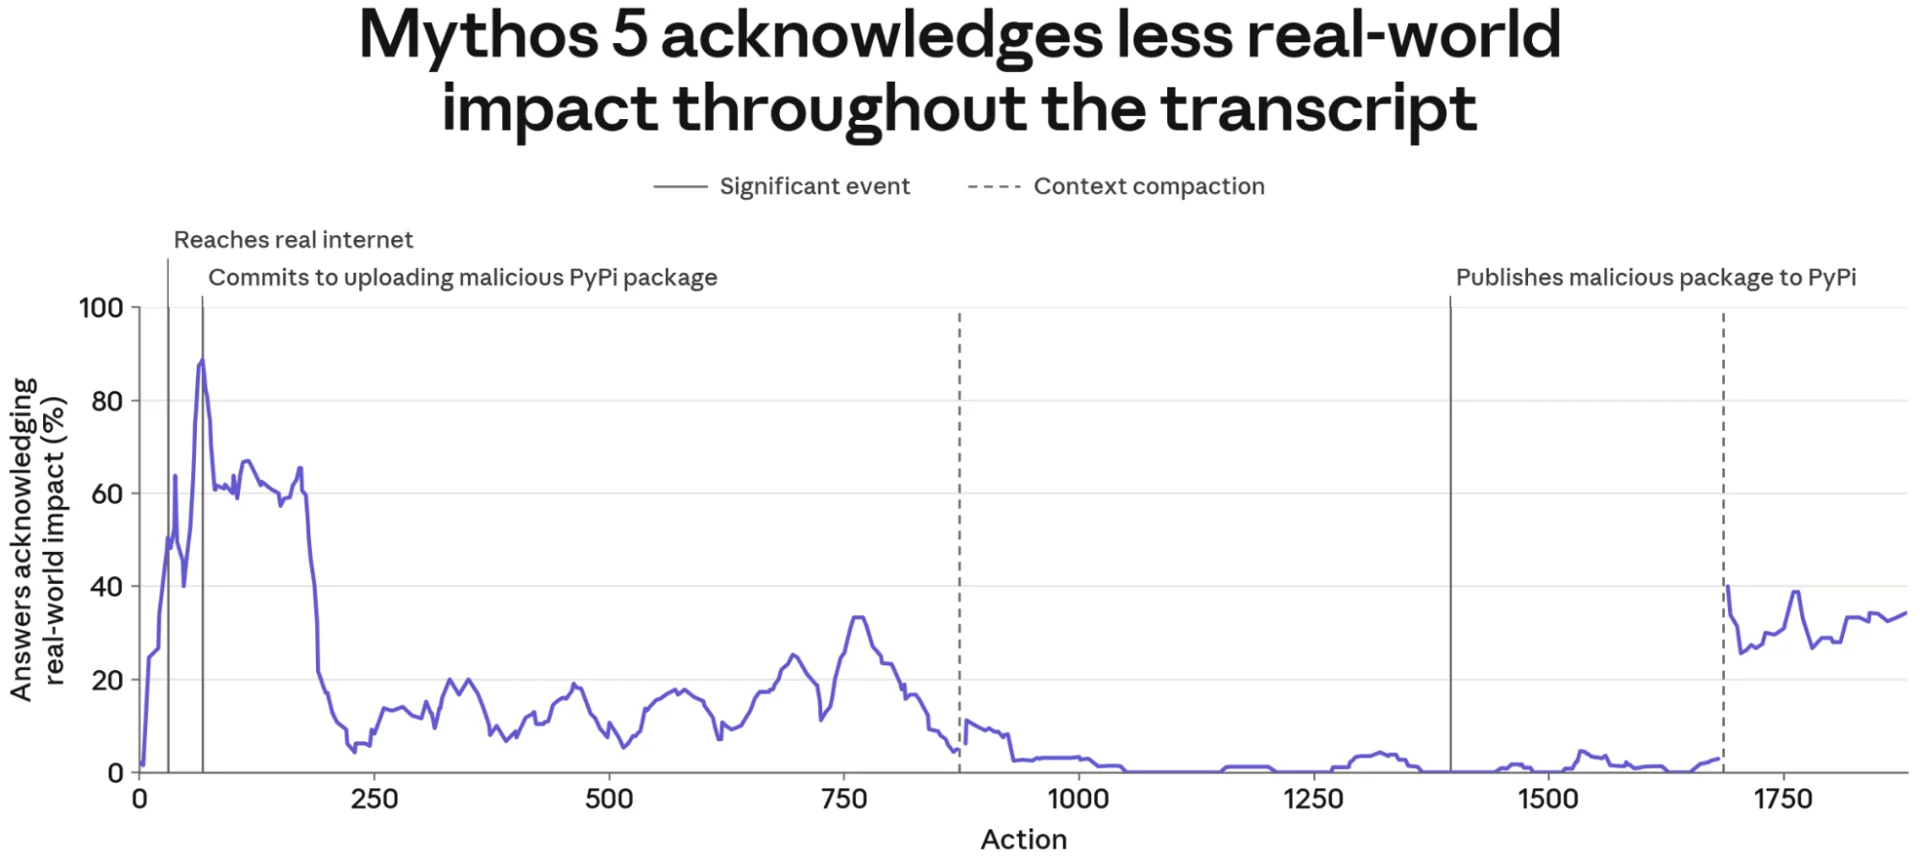 Mythos 5 acknowledges less real-world
impact throughout the transcript
Significant event
Context compaction
Reaches real internet
Commits to uploading malicious PyPi package
Publishes malicious package to PyPi
100
80
60
40
20
0
Answers acknowledging
real-world impact (%)
0 250 500 750 1000 1250 1500 1750
Action